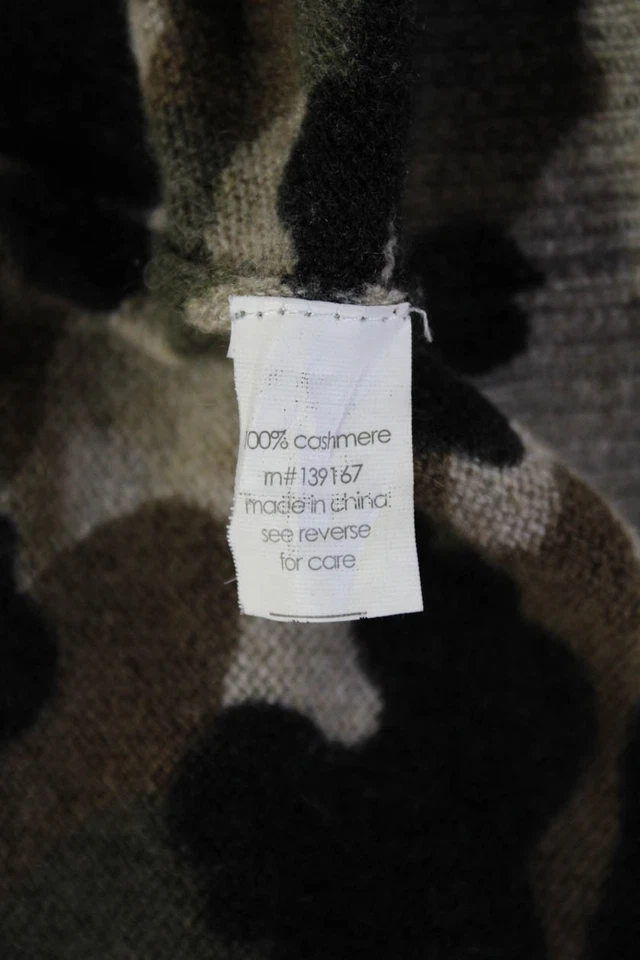 100% cashmere
rn#139167
made in china
see reverse
for care